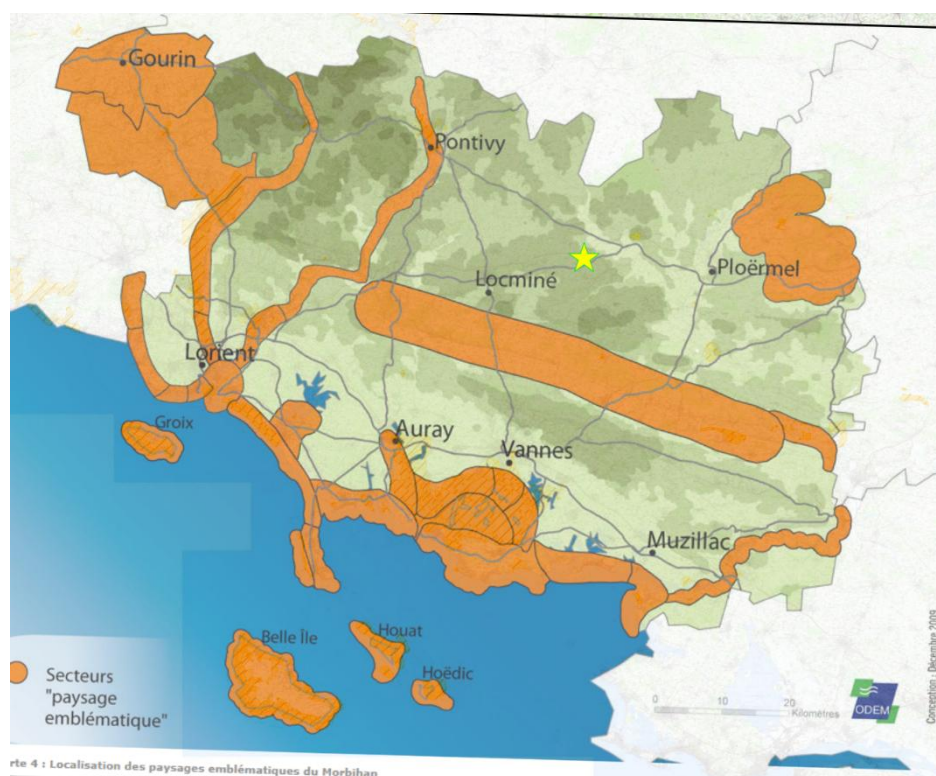 Gourin
Pontivy
Ploërmel
Locminé
Lorient
Groix
Auray
Vannes
Muzillac
Belle Île
Houat
Hoëdic
Secteurs
"paysage
emblématique"
0 10 20
Kilomètres
ODEM
Conception : Décembre 2009
rte 4 : Localisation des paysages emblématiques du Morbihan